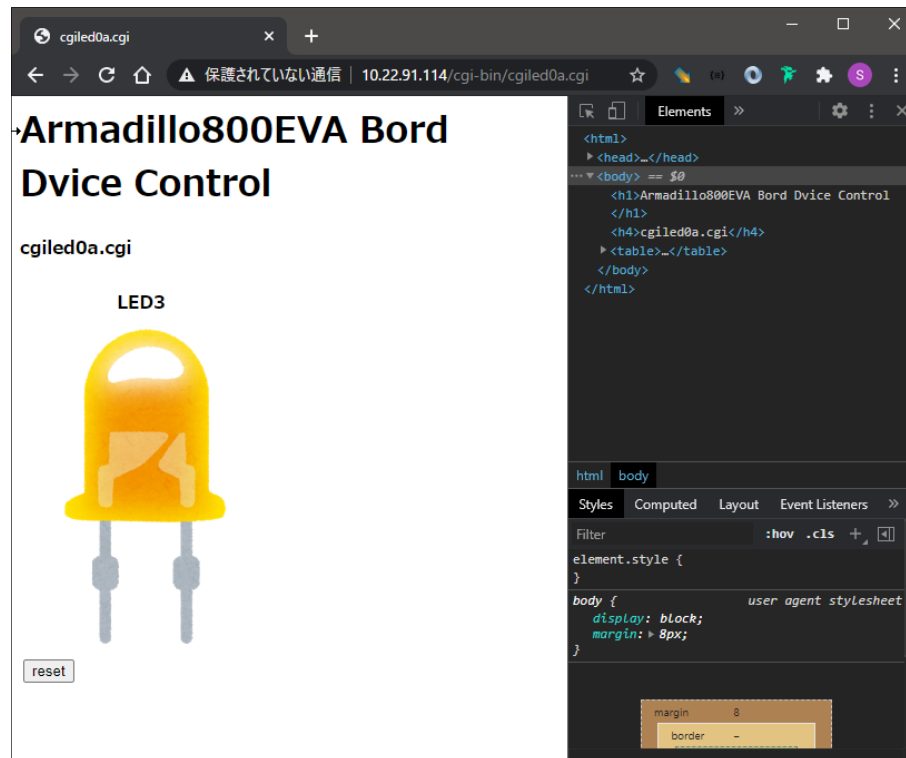 cgiled0a.cgi
保護されていない通信 | 10.22.91.114/cgi-bin/cgiled0a.cgi
S
Armadillo800EVA Bord
Dvice Control
cgiled0a.cgi
LED3
reset
Elements »
<html>
<head>…</head>
<body> == $0
<h1>Armadillo800EVA Bord Dvice Control
</h1>
<h4>cgiled0a.cgi</h4>
<table>…</table>
</body>
</html>
html body
Styles Computed Layout Event Listeners »
Filter :hov .cls +
element.style {
}
body { user agent stylesheet
display: block;
margin: 8px;
}
margin 8
border –